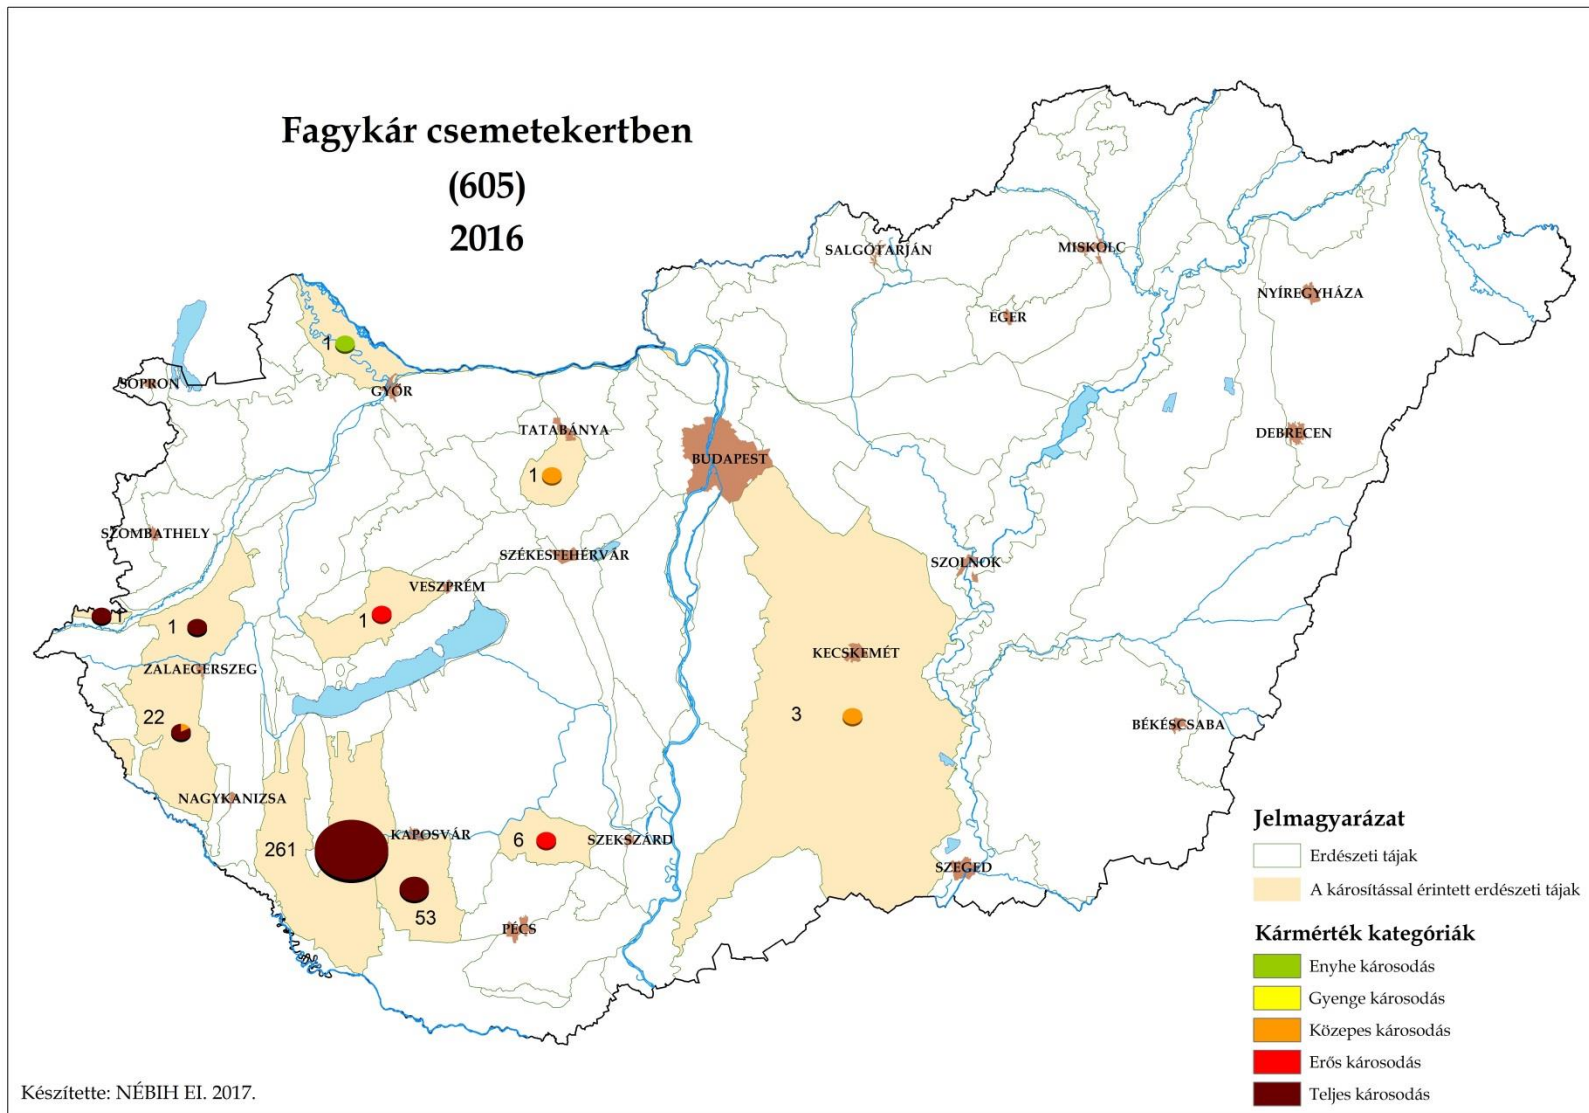 Fagykár csemetekertben
(605)
2016
SALGÓTARJÁN
MISKOLC
NYÍREGYHÁZA
EGER
1
SOPRON
GYŐR
TATABÁNYA
DEBRECEN
BUDAPEST
1
SZOMBATHELY
SZÉKESFEHÉRVÁR
SZOLNOK
VESZPRÉM
1
1
1
ZALAEGERSZEG
KECSKEMÉT
22
3
BÉKÉSCSABA
NAGYKANIZSA
KAPOSVÁR
261
6
SZEKSZÁRD
SZEGED
53
PÉCS
Jelmagyarázat
Erdészeti tájak
A károsítással érintett erdészeti tájak
Kármérték kategóriák
Enyhe károsodás
Gyenge károsodás
Közepes károsodás
Erős károsodás
Teljes károsodás
Készítette: NÉBIH EI. 2017.